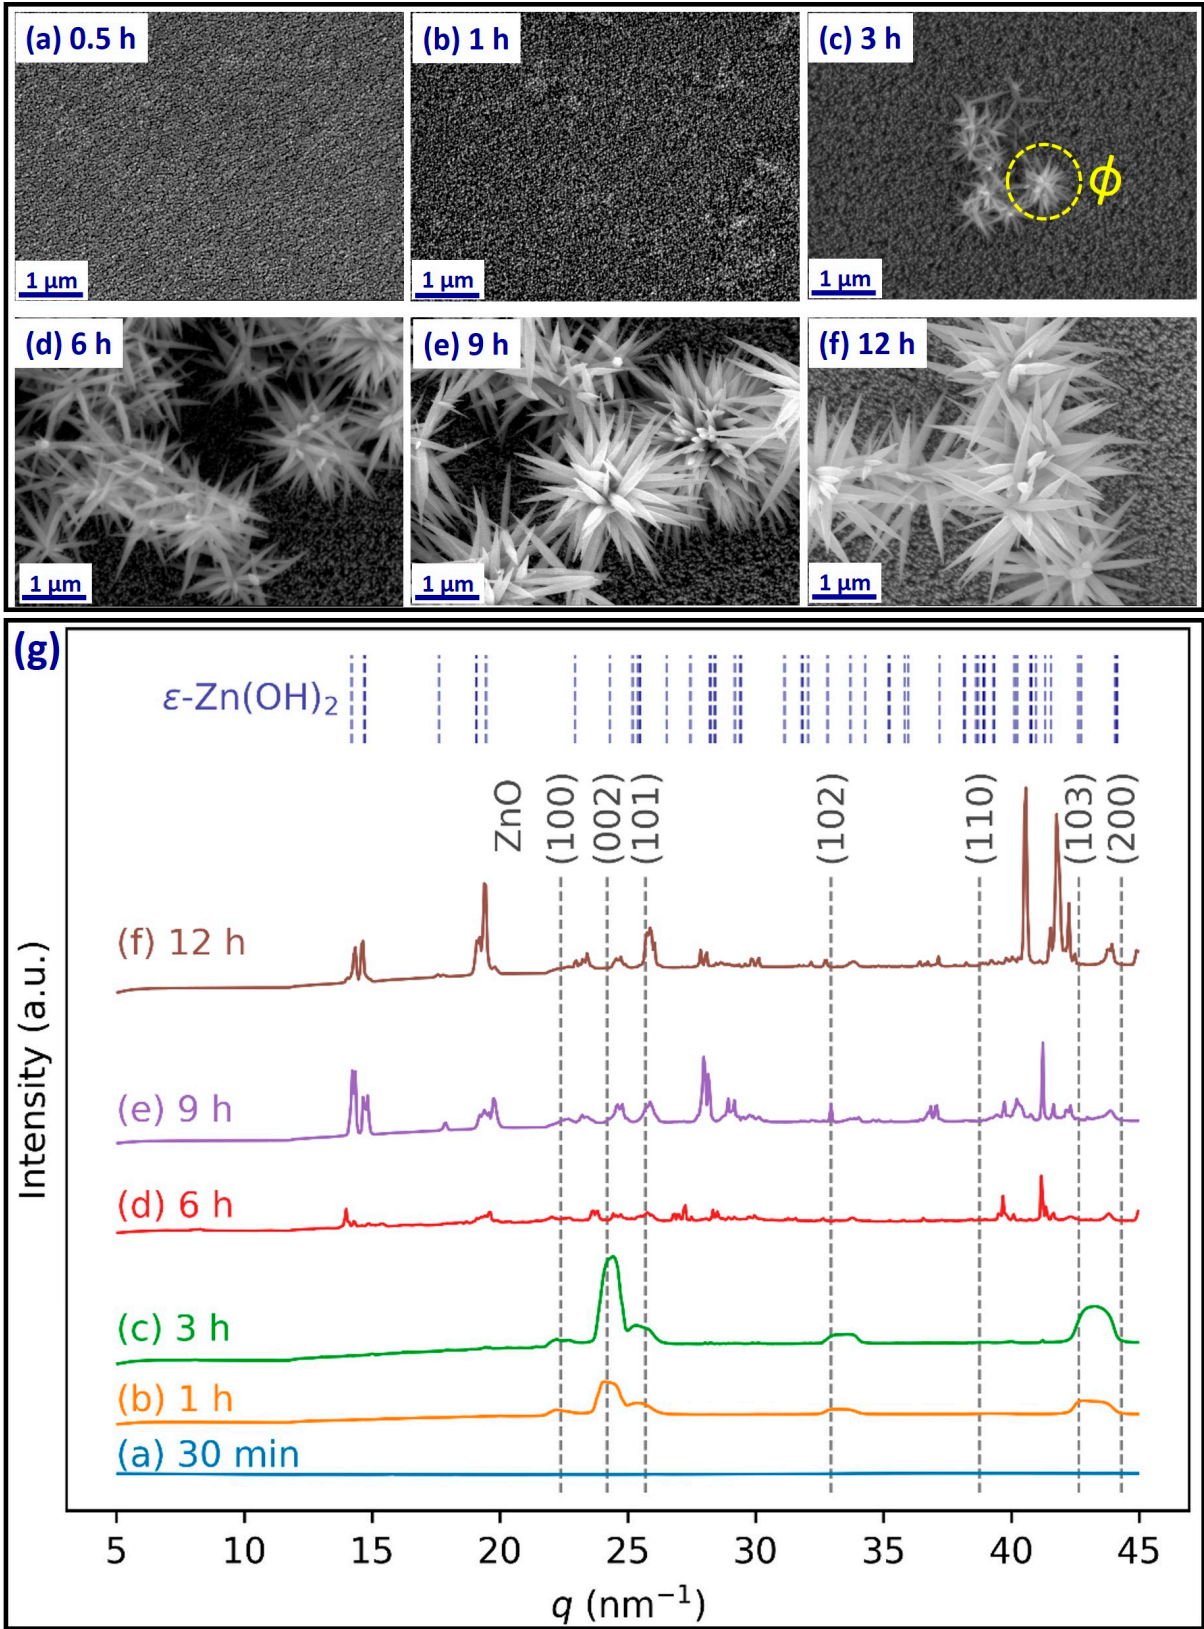 (a) 0.5 h
(b) 1 h
(c) 3 h
ϕ
1 μm
1 μm
1 μm
(d) 6 h
(e) 9 h
(f) 12 h
1 μm
1 μm
1 μm
(g)
ε-Zn(OH)₂
ZnO
(100)
(002)
(101)
(102)
(110)
(103)
(200)
(f) 12 h
(e) 9 h
(d) 6 h
(c) 3 h
(b) 1 h
(a) 30 min
Intensity (a.u.)
5 10 15 20 25 30 35 40 45
q (nm⁻¹)